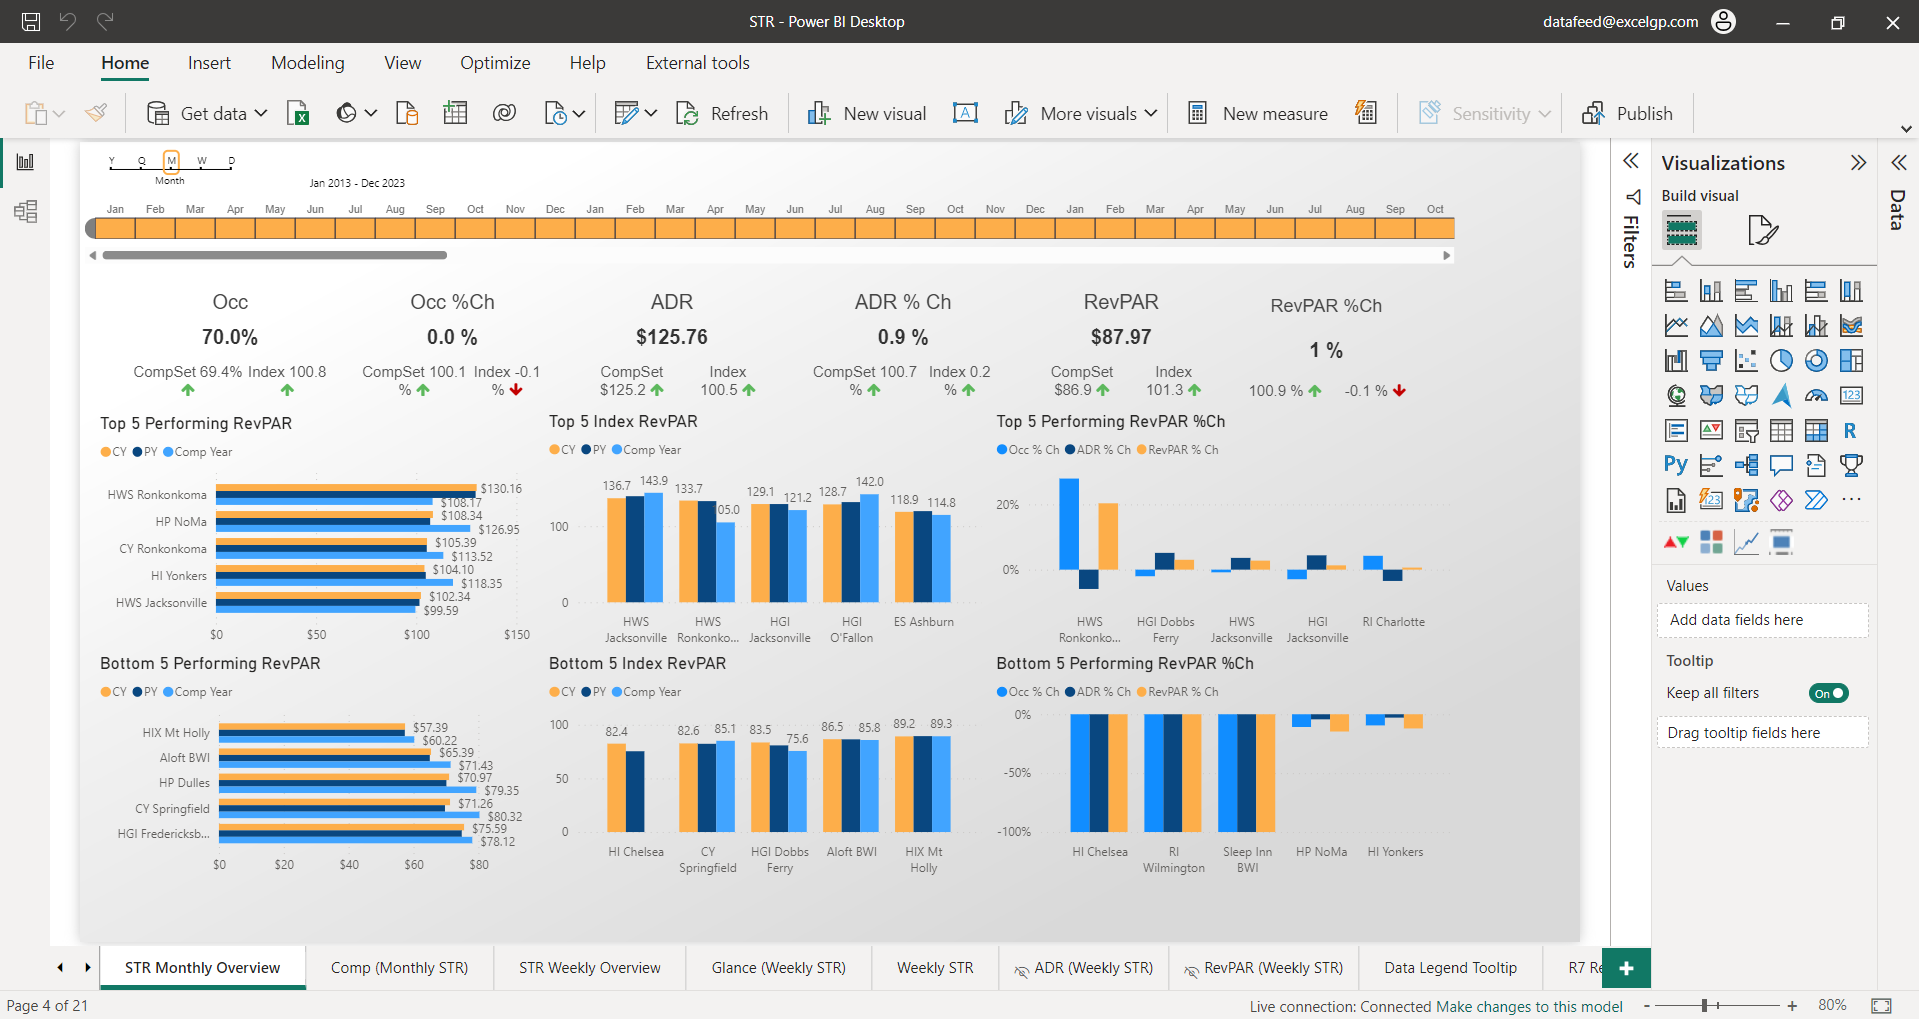 STR - Power BI Desktop
datafeed@excelgp.com
File Home Insert Modeling View Optimize Help External tools
Get data Refresh New visual More visuals New measure Sensitivity Publish
Y Q M W D
Month
Jan 2013 - Dec 2023
Jan Feb Mar Apr May Jun Jul Aug Sep Oct Nov Dec Jan Feb Mar Apr May Jun Jul Aug Sep Oct Nov Dec Jan Feb Mar Apr May Jun Jul Aug Sep Oct
Occ
70.0%
CompSet 69.4% Index 100.8
Occ %Ch
0.0 %
CompSet 100.1 %
Index -0.1 %
ADR
$125.76
CompSet $125.2
Index 100.5
ADR % Ch
0.9 %
CompSet 100.7 %
Index 0.2 %
RevPAR
$87.97
CompSet $86.9
Index 101.3
RevPAR %Ch
1 %
100.9 % -0.1 %
Top 5 Performing RevPAR
CY PY Comp Year
HWS Ronkonkoma $130.16
$108.17
HP NoMa $108.34
$126.95
CY Ronkonkoma $105.39
$113.52
HI Yonkers $104.10
$118.35
HWS Jacksonville $102.34
$99.59
$0 $50 $100 $150
Top 5 Index RevPAR
CY PY Comp Year
136.7 143.9 133.7 105.0 129.1 121.2 128.7 142.0 118.9 114.8
100
0
HWS Jacksonville
HWS Ronkonko...
HGI Jacksonville
HGI O'Fallon
ES Ashburn
Top 5 Performing RevPAR %Ch
Occ % Ch ADR % Ch RevPAR % Ch
20%
0%
HWS Ronkonko...
HGI Dobbs Ferry
HWS Jacksonville
HGI Jacksonville
RI Charlotte
Bottom 5 Performing RevPAR
CY PY Comp Year
HIX Mt Holly $57.39
$60.22
Aloft BWI $65.39
$71.43
HP Dulles $70.97
$79.35
CY Springfield $71.26
$80.32
HGI Fredericksb... $75.59
$78.12
$0 $20 $40 $60 $80
Bottom 5 Index RevPAR
CY PY Comp Year
82.4 82.6 85.1 83.5 75.6 86.5 85.8 89.2 89.3
100
50
0
HI Chelsea
CY Springfield
HGI Dobbs Ferry
Aloft BWI
HIX Mt Holly
Bottom 5 Performing RevPAR %Ch
Occ % Ch ADR % Ch RevPAR % Ch
0%
-50%
-100%
HI Chelsea
RI Wilmington
Sleep Inn BWI
HP NoMa
HI Yonkers
Filters
Visualizations
Build visual
123
R
Py
123
...
Values
Add data fields here
Tooltip
Keep all filters On
Drag tooltip fields here
Data
STR Monthly Overview Comp (Monthly STR) STR Weekly Overview Glance (Weekly STR) Weekly STR ADR (Weekly STR) RevPAR (Weekly STR) Data Legend Tooltip R7 Re
+
Page 4 of 21
Live connection: Connected Make changes to this model
- + 80%